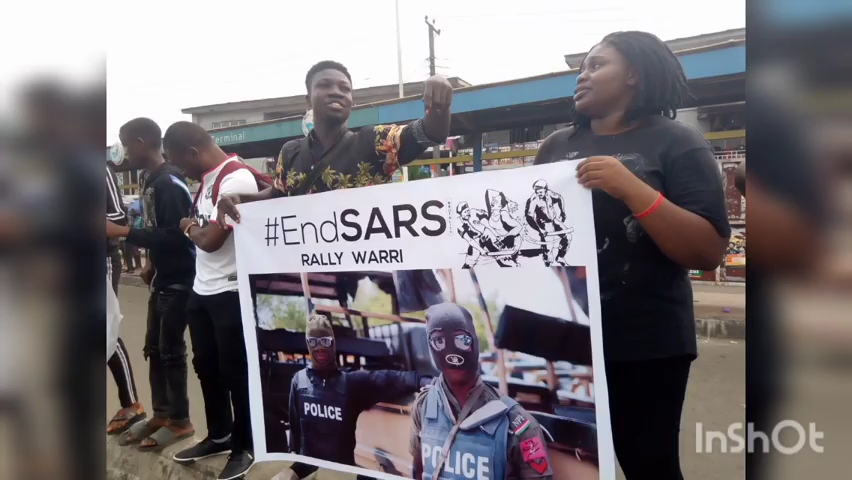 Terminal
#EndSARS
RALLY WARRI
POLICE
POLICE
InShOt